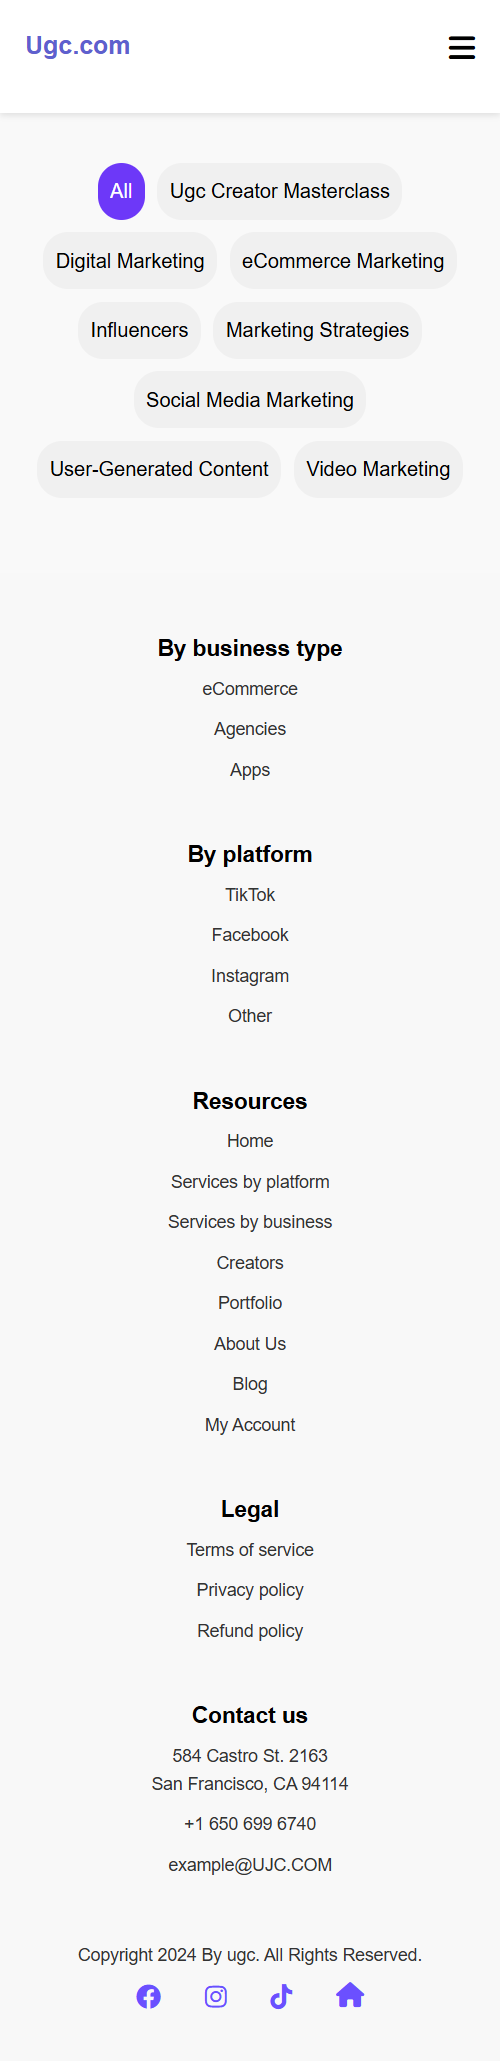 Ugc.com
All Ugc Creator Masterclass
Digital Marketing eCommerce Marketing
Influencers Marketing Strategies
Social Media Marketing
User-Generated Content Video Marketing
By business type
eCommerce
Agencies
Apps
By platform
TikTok
Facebook
Instagram
Other
Resources
Home
Services by platform
Services by business
Creators
Portfolio
About Us
Blog
My Account
Legal
Terms of service
Privacy policy
Refund policy
Contact us
584 Castro St. 2163
San Francisco, CA 94114
+1 650 699 6740
example@UJC.COM
Copyright 2024 By ugc. All Rights Reserved.